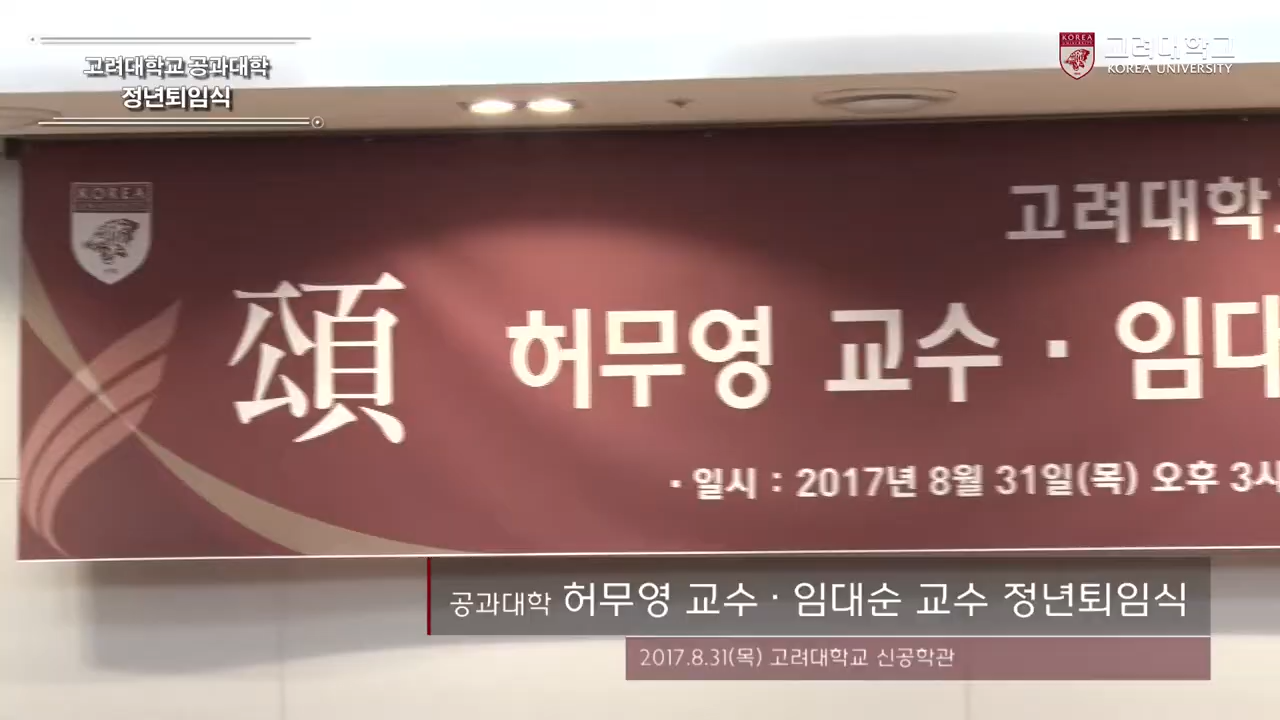 고려대학교 공과대학
정년퇴임식
KOREA
UNIVERSITY
고려대학교
KOREA UNIVERSITY
KOREA
UNIVERSITY
고려대학
頌 허무영 교수 · 임대
· 일시 : 2017년 8월 31일(목) 오후 3시
공과대학 허무영 교수 · 임대순 교수 정년퇴임식
2017.8.31(목) 고려대학교 신공학관